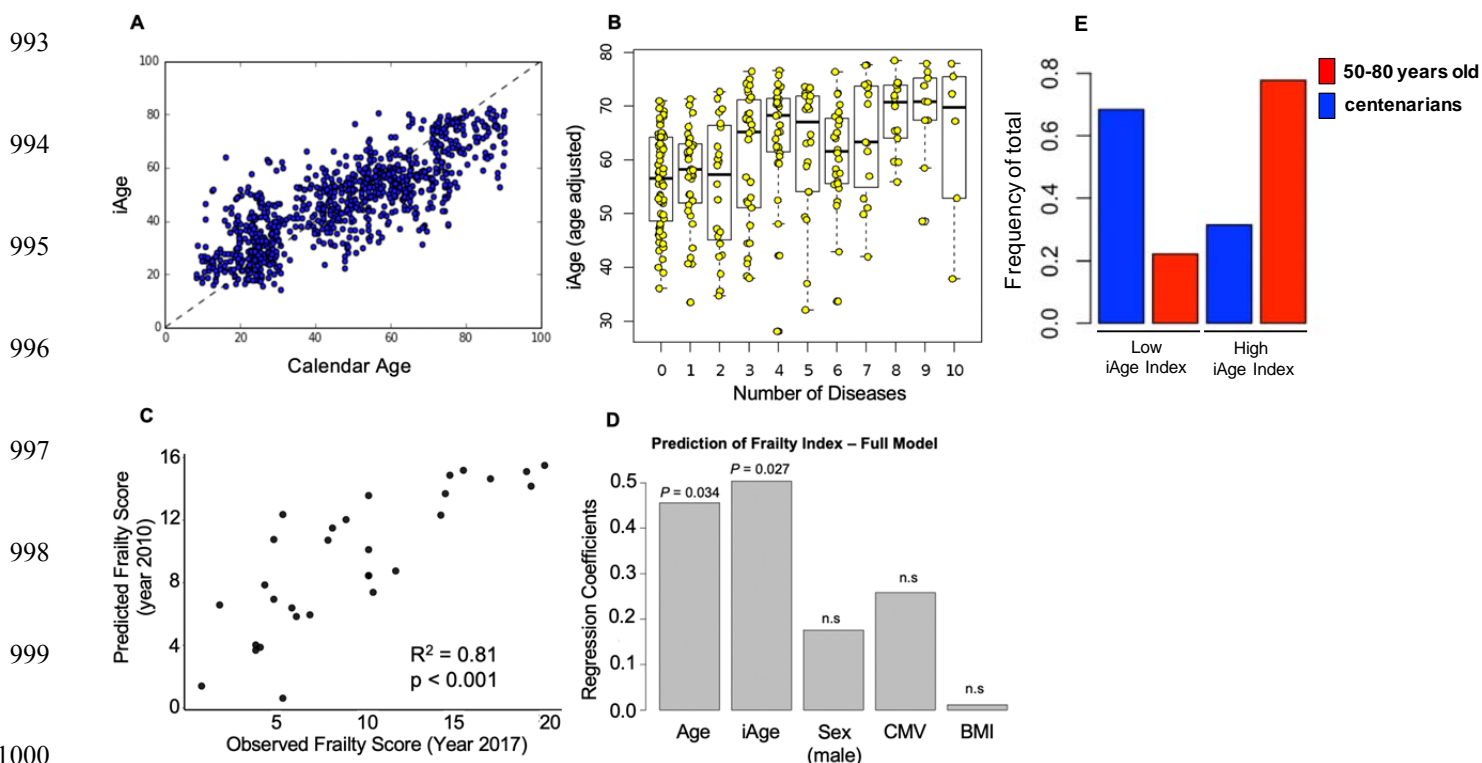 993
994
995
996
997
998
999
1000
A
iAge
100
80
60
40
20
0
0 20 40 60 80 100
Calendar Age
B
iAge (age adjusted)
80
70
60
50
40
30
0 1 2 3 4 5 6 7 8 9 10
Number of Diseases
E
Frequency of total
0.8
0.6
0.4
0.2
0.0
50-80 years old
centenarians
Low
iAge Index
High
iAge Index
C
Predicted Frailty Score
(year 2010)
16
12
8
4
0
R² = 0.81
p < 0.001
5 10 15 20
Observed Frailty Score (Year 2017)
D
Prediction of Frailty Index – Full Model
Regression Coefficients
0.5
0.4
0.3
0.2
0.1
0.0
P = 0.034
P = 0.027
n.s
n.s
n.s
Age iAge Sex CMV BMI
(male)